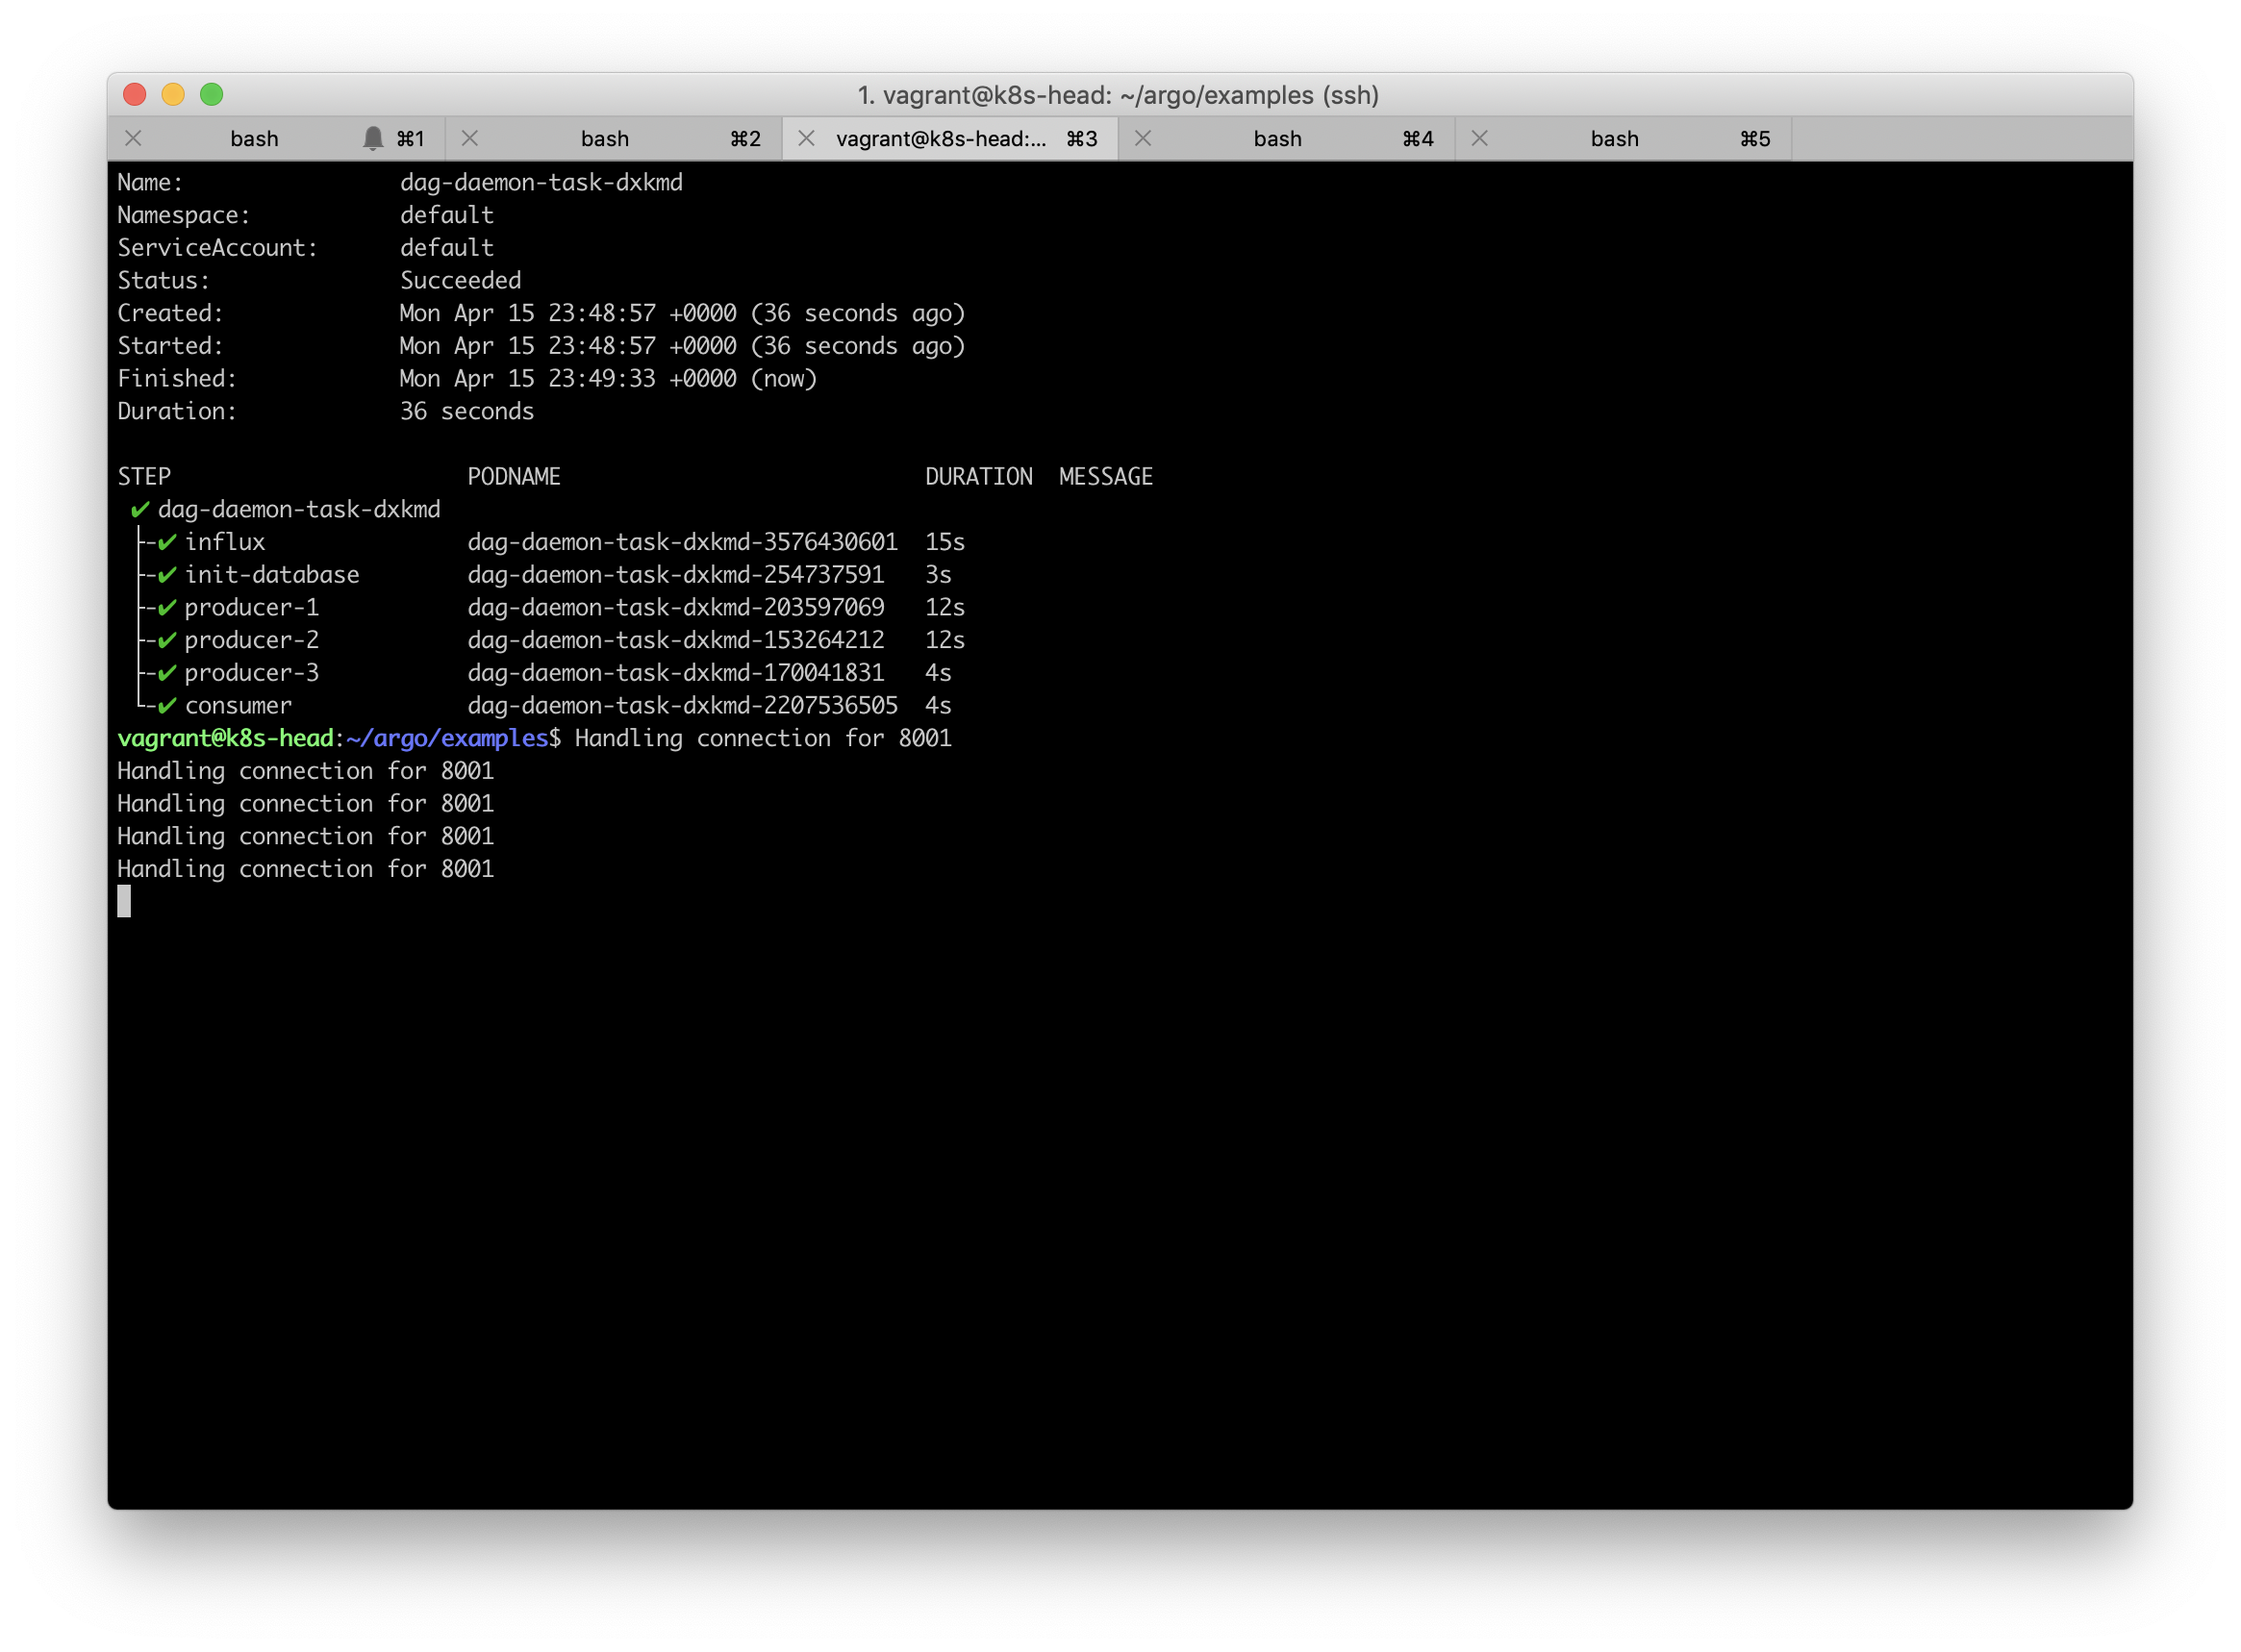 1. vagrant@k8s-head: ~/argo/examples (ssh)
bash ⌘1 bash ⌘2 vagrant@k8s-head:... ⌘3 bash ⌘4 bash ⌘5
Name: dag-daemon-task-dxkmd
Namespace: default
ServiceAccount: default
Status: Succeeded
Created: Mon Apr 15 23:48:57 +0000 (36 seconds ago)
Started: Mon Apr 15 23:48:57 +0000 (36 seconds ago)
Finished: Mon Apr 15 23:49:33 +0000 (now)
Duration: 36 seconds
STEP PODNAME DURATION MESSAGE
✔ dag-daemon-task-dxkmd
├-✔ influx dag-daemon-task-dxkmd-3576430601 15s
├-✔ init-database dag-daemon-task-dxkmd-254737591 3s
├-✔ producer-1 dag-daemon-task-dxkmd-203597069 12s
├-✔ producer-2 dag-daemon-task-dxkmd-153264212 12s
├-✔ producer-3 dag-daemon-task-dxkmd-170041831 4s
└-✔ consumer dag-daemon-task-dxkmd-2207536505 4s
vagrant@k8s-head:~/argo/examples$ Handling connection for 8001
Handling connection for 8001
Handling connection for 8001
Handling connection for 8001
Handling connection for 8001